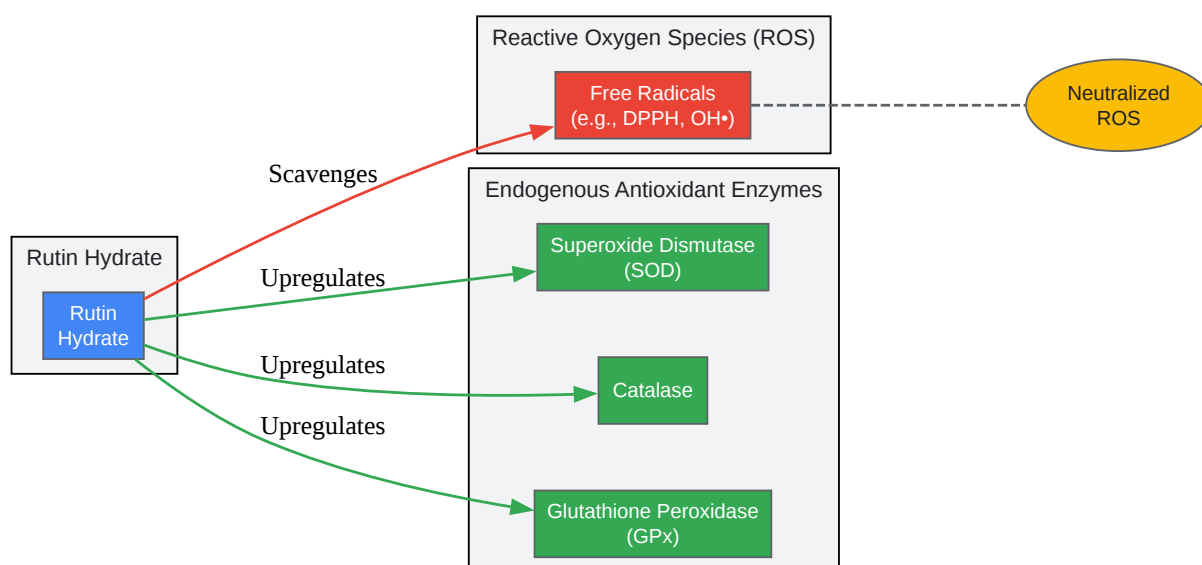 Reactive Oxygen Species (ROS)
Free Radicals
(e.g., DPPH, OH•)
Neutralized
ROS
Scavenges
Endogenous Antioxidant Enzymes
Superoxide Dismutase
(SOD)
Rutin Hydrate
Rutin
Hydrate
Upregulates
Upregulates
Catalase
Upregulates
Glutathione Peroxidase
(GPx)